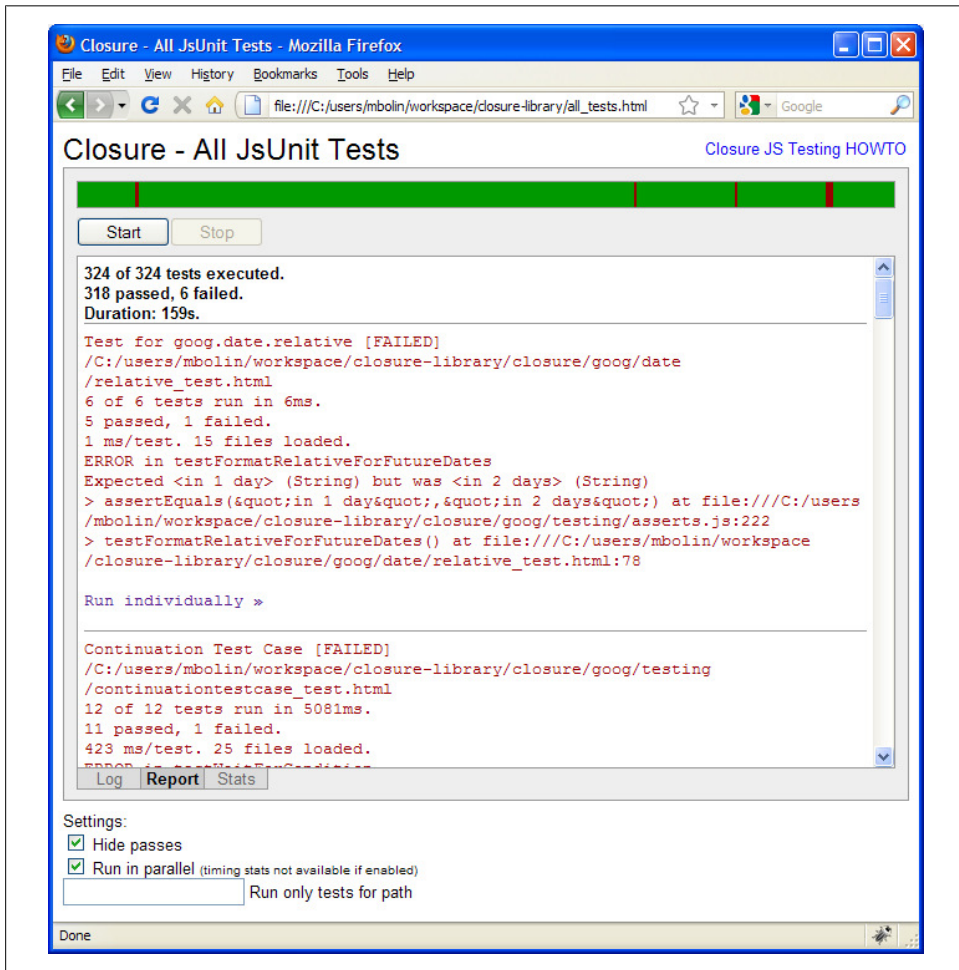 Closure - All JsUnit Tests - Mozilla Firefox
File Edit View History Bookmarks Tools Help
file:///C:/users/mbolin/workspace/closure-library/all_tests.html Google
Closure - All JsUnit Tests Closure JS Testing HOWTO
Start Stop
324 of 324 tests executed.
318 passed, 6 failed.
Duration: 159s.
Test for goog.date.relative [FAILED]
/C:/users/mbolin/workspace/closure-library/closure/goog/date
/relative_test.html
6 of 6 tests run in 6ms.
5 passed, 1 failed.
1 ms/test. 15 files loaded.
ERROR in testFormatRelativeForFutureDates
Expected <in 1 day> (String) but was <in 2 days> (String)
> assertEquals(&quot;in 1 day&quot;,&quot;in 2 days&quot;) at file:///C:/users
/mbolin/workspace/closure-library/closure/goog/testing/asserts.js:222
> testFormatRelativeForFutureDates() at file:///C:/users/mbolin/workspace
/closure-library/closure/goog/date/relative_test.html:78
Run individually »
Continuation Test Case [FAILED]
/C:/users/mbolin/workspace/closure-library/closure/goog/testing
/continuationtestcase_test.html
12 of 12 tests run in 5081ms.
11 passed, 1 failed.
423 ms/test. 25 files loaded.
ERROR in testWaitForCondition
Log Report Stats
Settings:
Hide passes
Run in parallel (timing stats not available if enabled)
Run only tests for path
Done